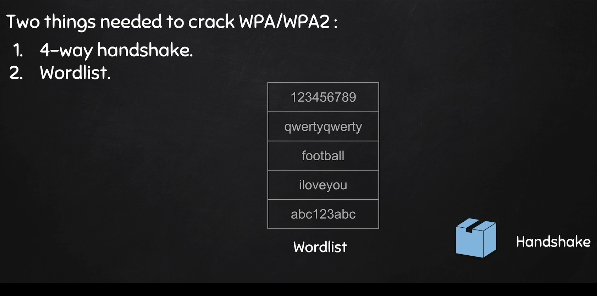 Two things needed to crack WPA/WPA2 :
1. 4-way handshake.
2. Wordlist.
123456789
qwertyqwerty
football
iloveyou
abc123abc
Wordlist
Handshake